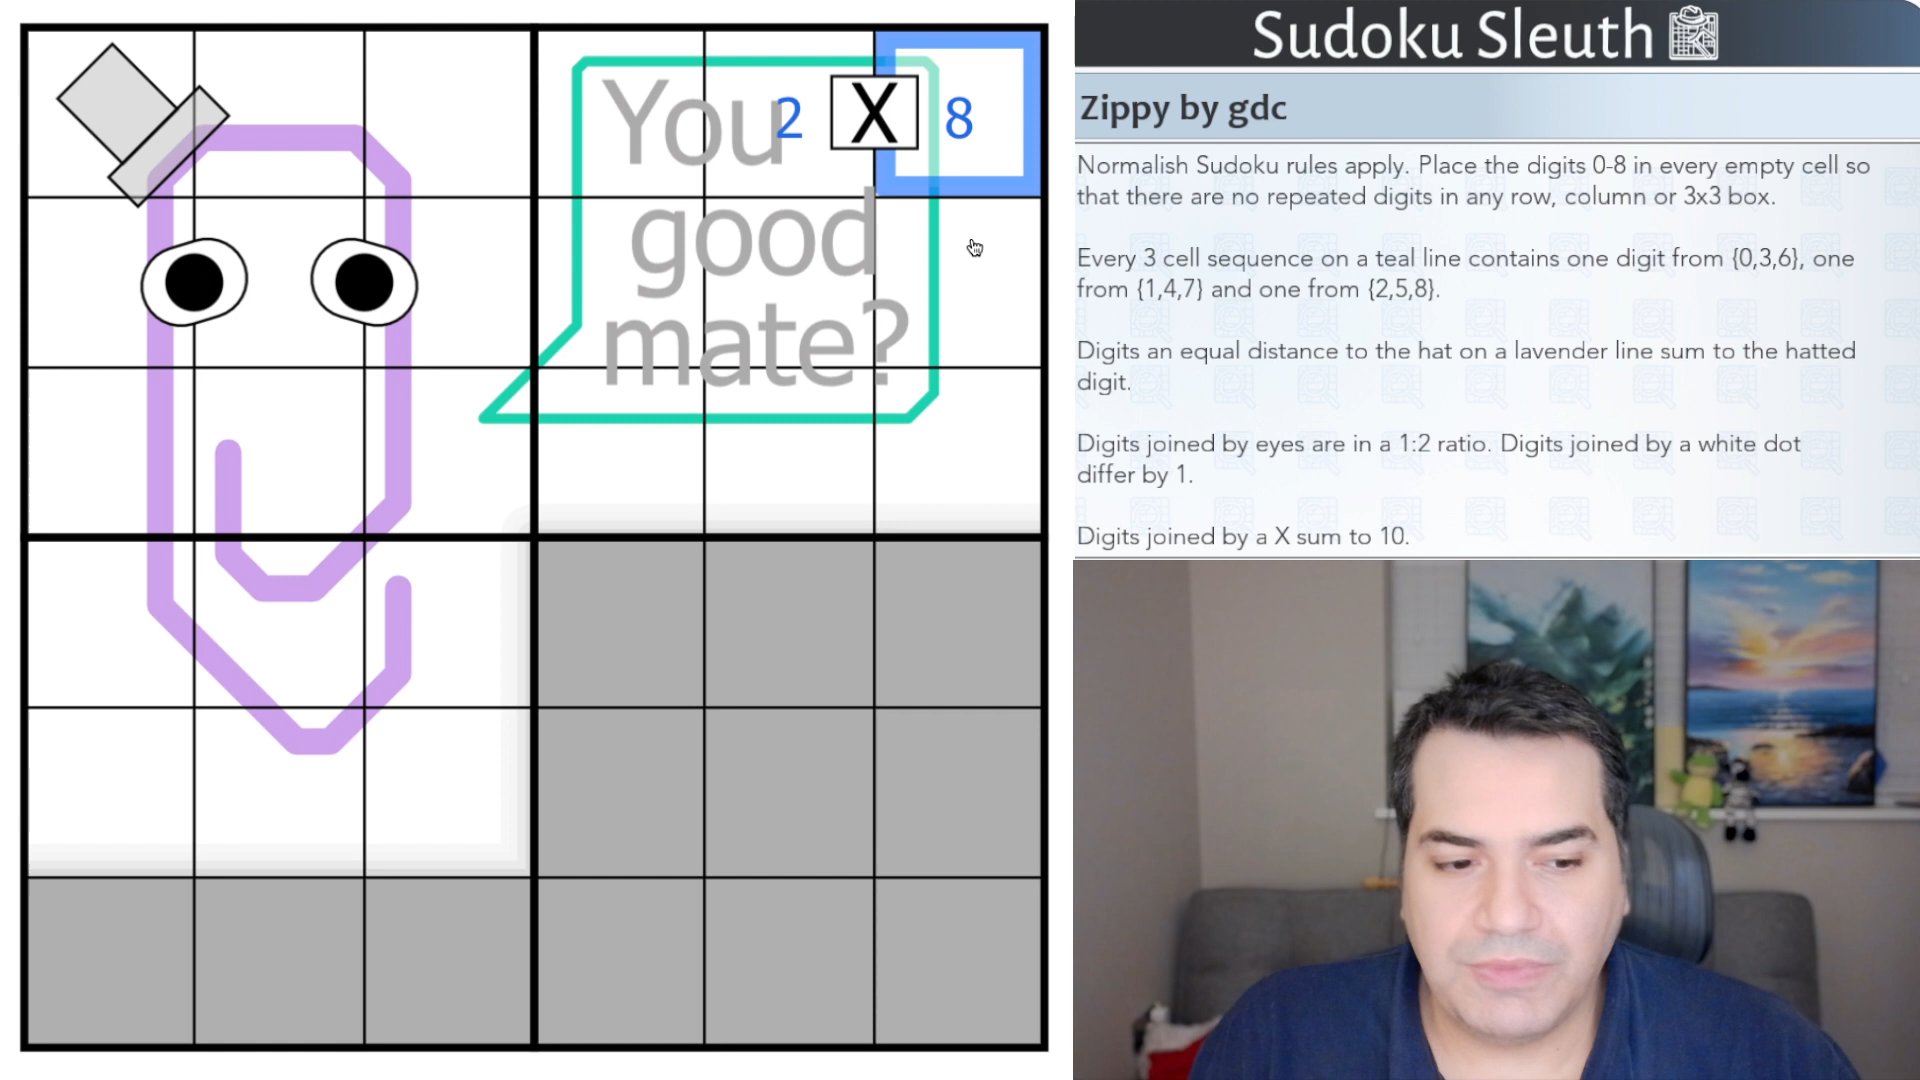 You
2 X 8
good
mate?
Sudoku Sleuth
Zippy by gdc
Normalish Sudoku rules apply. Place the digits 0-8 in every empty cell so
that there are no repeated digits in any row, column or 3x3 box.
Every 3 cell sequence on a teal line contains one digit from {0,3,6}, one
from {1,4,7} and one from {2,5,8}.
Digits an equal distance to the hat on a lavender line sum to the hatted
digit.
Digits joined by eyes are in a 1:2 ratio. Digits joined by a white dot
differ by 1.
Digits joined by a X sum to 10.